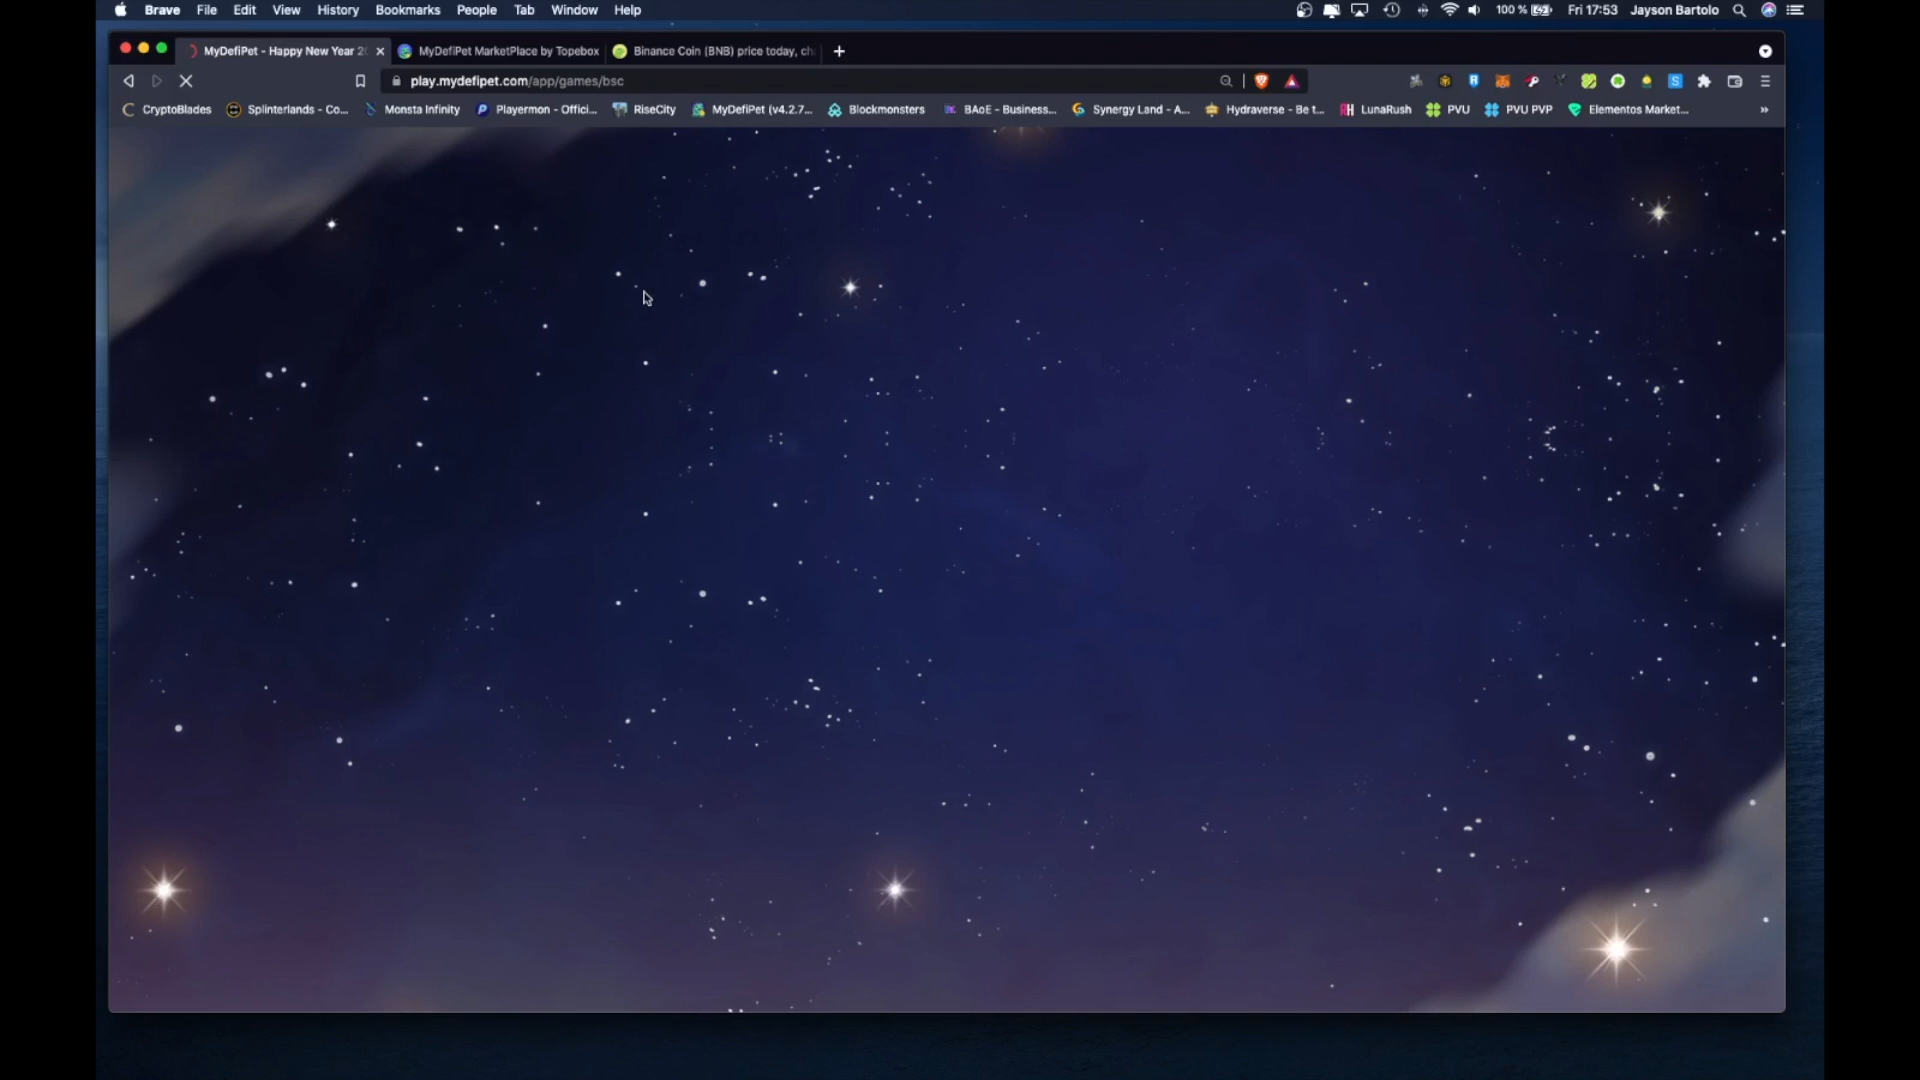 Brave File Edit View History Bookmarks People Tab Window Help 100 % Fri 17:53 Jayson Bartolo
MyDefiPet - Happy New Year 20 MyDefiPet MarketPlace by Topebox Binance Coin (BNB) price today, ch
play.mydefipet.com/app/games/bsc
CryptoBlades Splinterlands - Co... Monsta Infinity Playermon - Offici... RiseCity MyDefiPet (v4.2.7... Blockmonsters BAoE - Business... Synergy Land - A... Hydraverse - Be t... LunaRush PVU PVU PVP Elementos Market... »